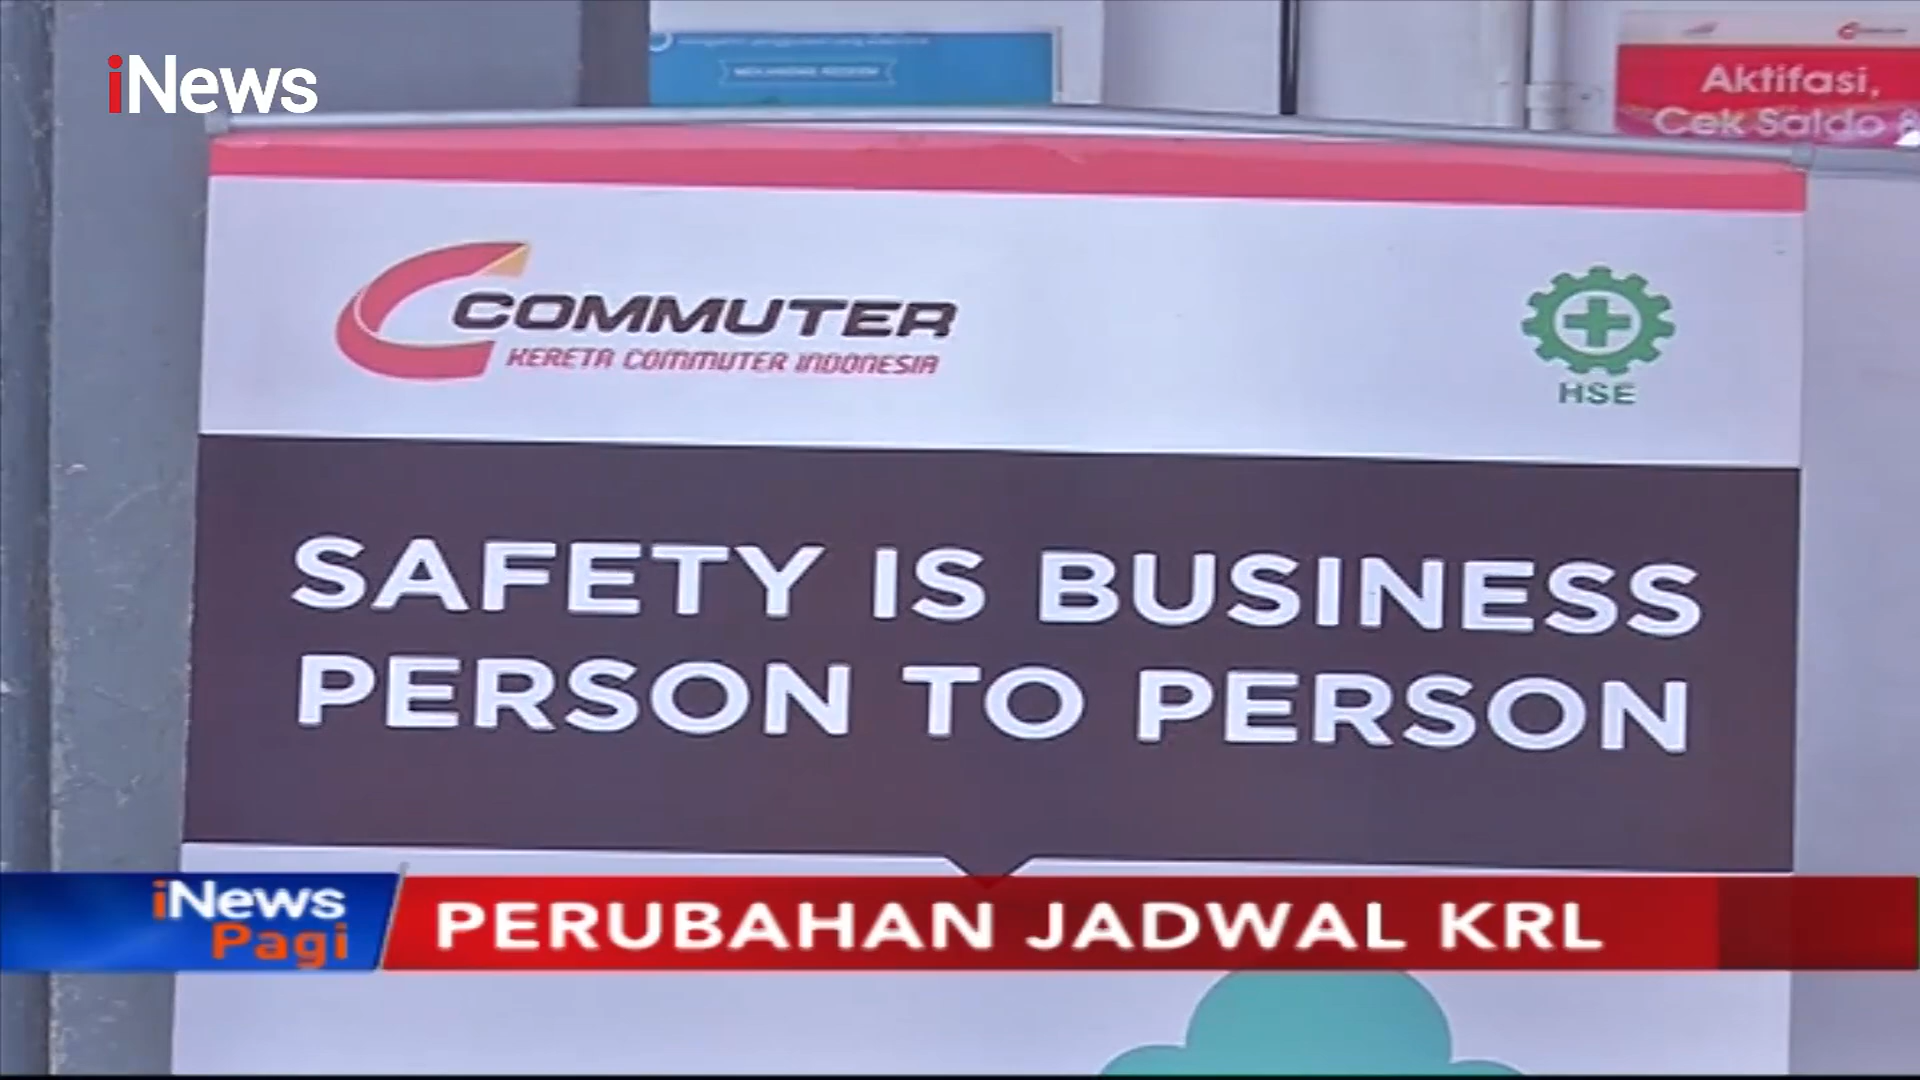 iNews
Aktifasi,
Cek Saldo &
COMMUTER
KERETA COMMUTER INDONESIA
HSE
SAFETY IS BUSINESS
PERSON TO PERSON
iNews
Pagi
PERUBAHAN JADWAL KRL